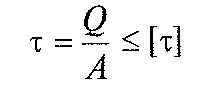 τ = Q/A ≤ [τ]